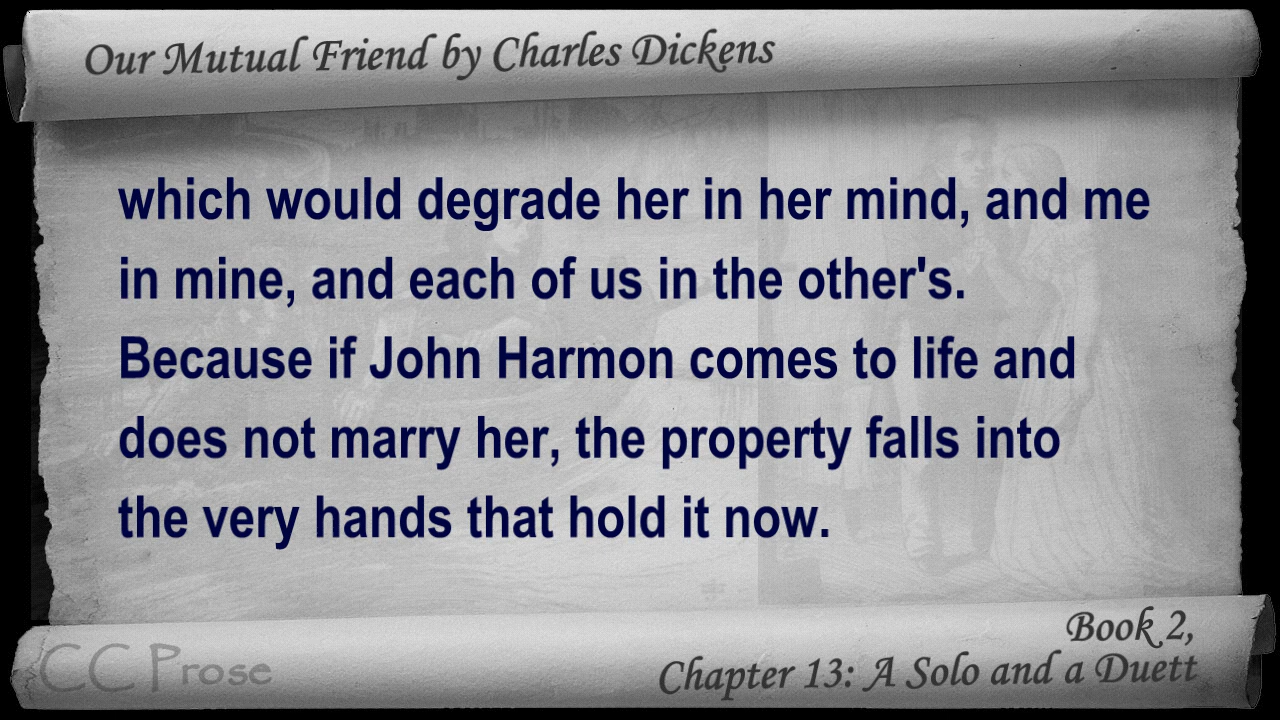 Our Mutual Friend by Charles Dickens
which would degrade her in her mind, and me
in mine, and each of us in the other's.
Because if John Harmon comes to life and
does not marry her, the property falls into
the very hands that hold it now.
Book 2,
Chapter 13: A Solo and a Duett
CC Prose